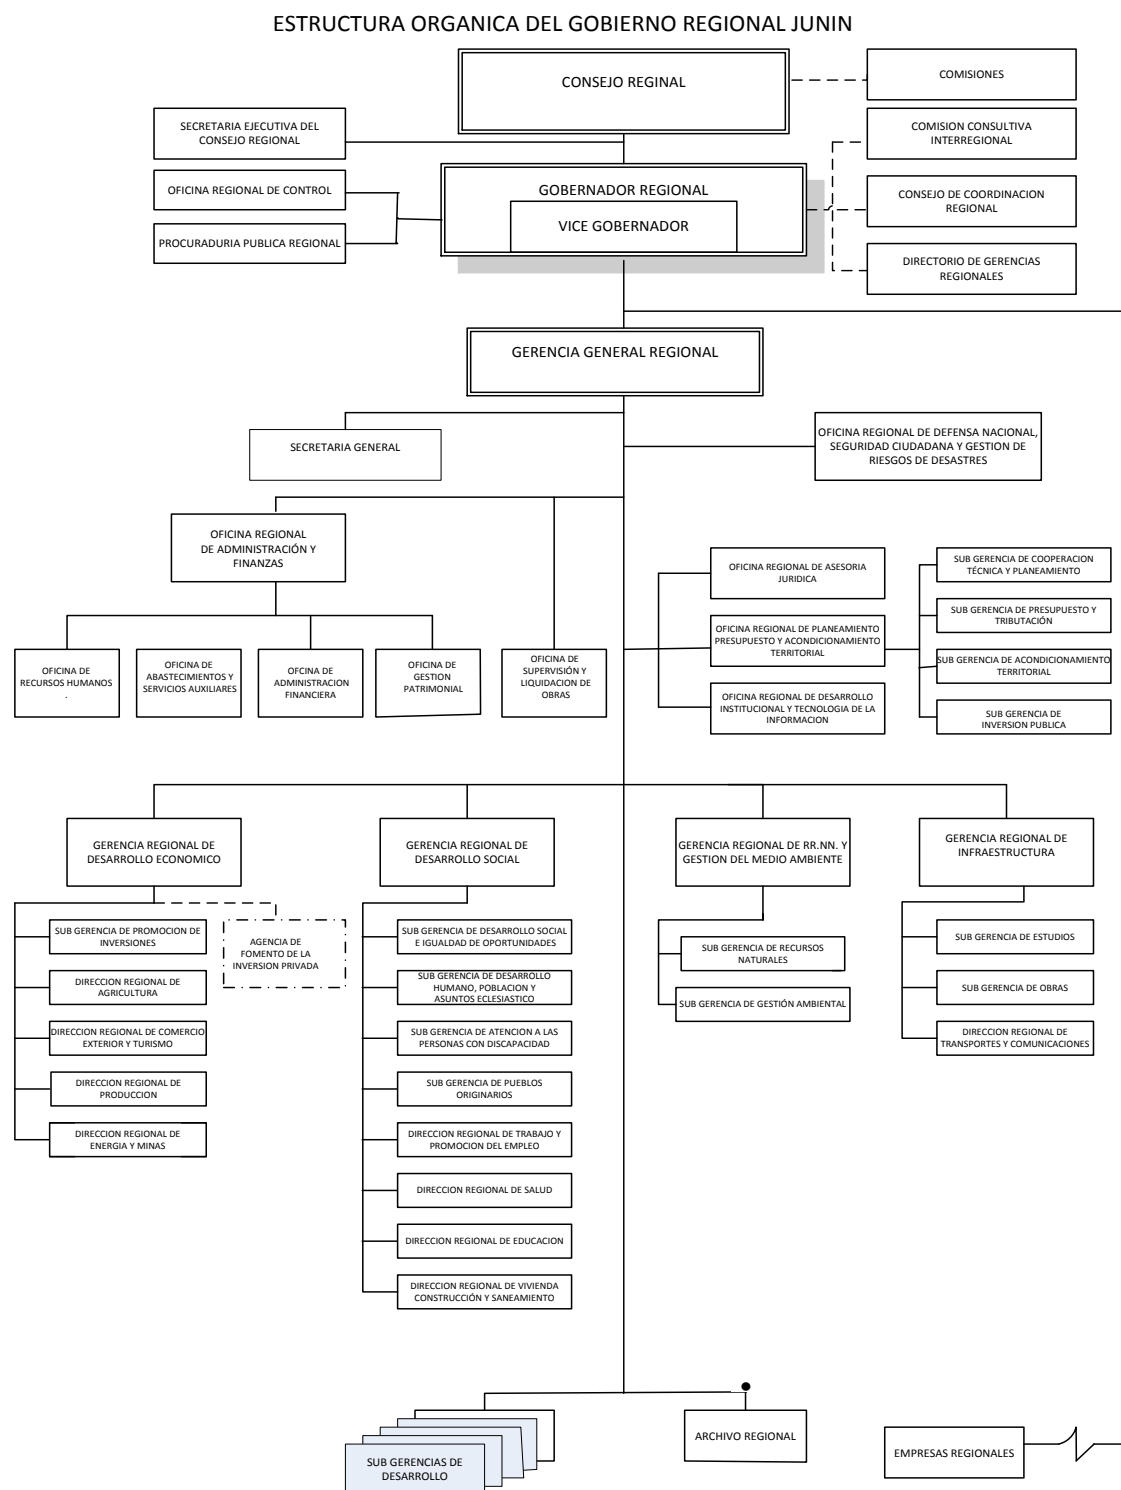 ESTRUCTURA ORGANICA DEL GOBIERNO REGIONAL JUNIN
CONSEJO REGINAL
COMISIONES
SECRETARIA EJECUTIVA DEL
CONSEJO REGIONAL
COMISION CONSULTIVA
INTERREGIONAL
OFICINA REGIONAL DE CONTROL
GOBERNADOR REGIONAL
VICE GOBERNADOR
CONSEJO DE COORDINACION
REGIONAL
PROCURADURIA PUBLICA REGIONAL
DIRECTORIO DE GERENCIAS
REGIONALES
GERENCIA GENERAL REGIONAL
SECRETARIA GENERAL
OFICINA REGIONAL DE DEFENSA NACIONAL,
SEGURIDAD CIUDADANA Y GESTION DE
RIESGOS DE DESASTRES
OFICINA REGIONAL
DE ADMINISTRACIÓN Y
FINANZAS
OFICINA REGIONAL DE ASESORIA
JURIDICA
SUB GERENCIA DE COOPERACION
TÉCNICA Y PLANEAMIENTO
OFICINA REGIONAL DE PLANEAMIENTO
PRESUPUESTO Y ACONDICIONAMIENTO
TERRITORIAL
SUB GERENCIA DE PRESUPUESTO Y
TRIBUTACIÓN
SUB GERENCIA DE ACONDICIONAMIENTO
TERRITORIAL
OFICINA REGIONAL DE DESARROLLO
INSTITUCIONAL Y TECNOLOGIA DE LA
INFORMACION
SUB GERENCIA DE
INVERSION PUBLICA
OFICINA DE
RECURSOS HUMANOS
.
OFICINA DE
ABASTECIMIENTOS Y
SERVICIOS AUXILIARES
OFCINA DE
ADMINISTRACION
FINANCIERA
OFICINA DE
GESTION
PATRIMONIAL
OFICINA DE
SUPERVISIÓN Y
LIQUIDACION DE
OBRAS
GERENCIA REGIONAL DE
DESARROLLO ECONOMICO
GERENCIA REGIONAL DE
DESARROLLO SOCIAL
GERENCIA REGIONAL DE RR.NN. Y
GESTION DEL MEDIO AMBIENTE
GERENCIA REGIONAL DE
INFRAESTRUCTURA
SUB GERENCIA DE PROMOCION DE
INVERSIONES
AGENCIA DE
FOMENTO DE LA
INVERSION PRIVADA
DIRECCION REGIONAL DE
AGRICULTURA
DIRECCION REGIONAL DE COMERCIO
EXTERIOR Y TURISMO
DIRECCION REGIONAL DE
PRODUCCION
DIRECCION REGIONAL DE
ENERGIA Y MINAS
SUB GERENCIA DE DESARROLLO SOCIAL
E IGUALDAD DE OPORTUNIDADES
SUB GERENCIA DE DESARROLLO
HUMANO, POBLACION Y
ASUNTOS ECLESIASTICO
SUB GERENCIA DE ATENCION A LAS
PERSONAS CON DISCAPACIDAD
SUB GERENCIA DE PUEBLOS
ORIGINARIOS
DIRECCION REGIONAL DE TRABAJO Y
PROMOCION DEL EMPLEO
DIRECCION REGIONAL DE SALUD
DIRECCION REGIONAL DE EDUCACION
DIRECCION REGIONAL DE VIVIENDA
CONSTRUCCIÓN Y SANEAMIENTO
SUB GERENCIA DE RECURSOS
NATURALES
SUB GERENCIA DE GESTIÓN AMBIENTAL
SUB GERENCIA DE ESTUDIOS
SUB GERENCIA DE OBRAS
DIRECCION REGIONAL DE
TRANSPORTES Y COMUNICACIONES
SUB GERENCIAS DE
DESARROLLO
ARCHIVO REGIONAL
EMPRESAS REGIONALES